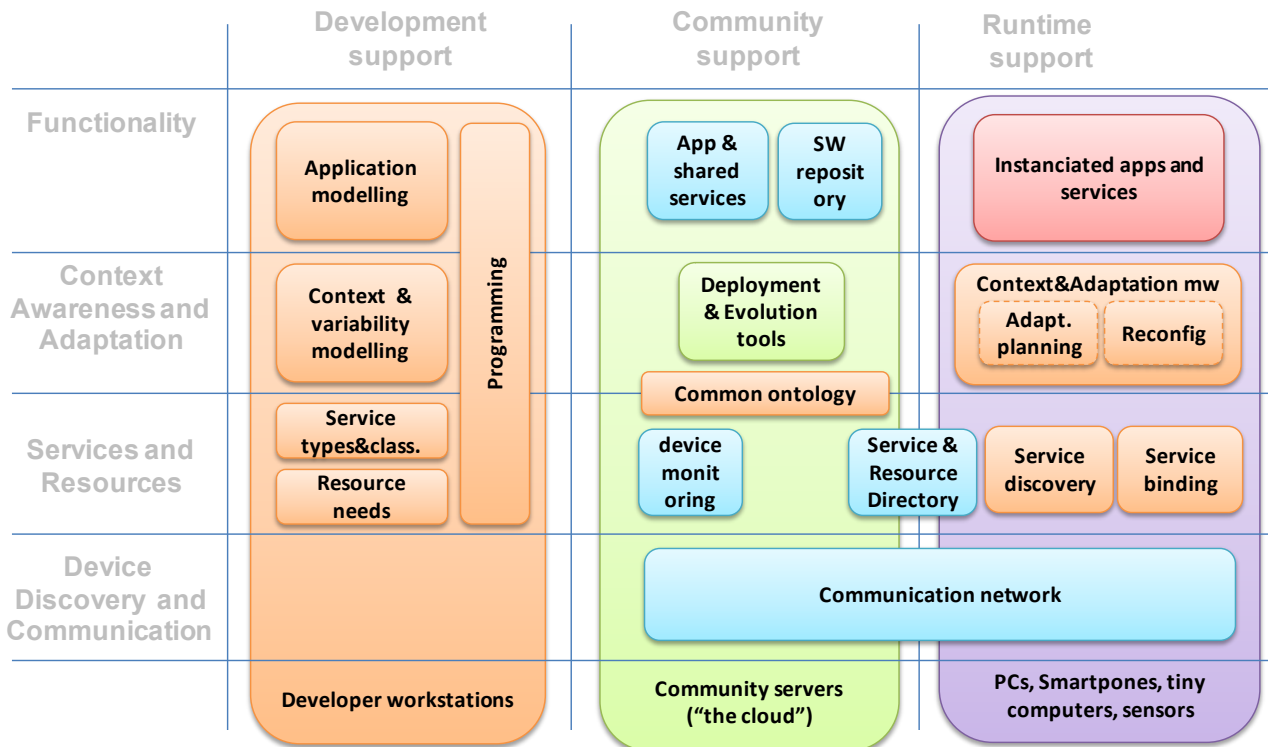 Development
support
Community
support
Runtime
support
Functionality
Application
modelling
Programming
App &
shared
services
SW
reposit
ory
Instanciated apps and
services
Context
Awareness and
Adaptation
Context &
variability
modelling
Deployment
& Evolution
tools
Context&Adaptation mw
Adapt.
planning
Reconfig
Common ontology
Services and
Resources
Service
types&class.
Resource
needs
device
monit
oring
Service &
Resource
Directory
Service
discovery
Service
binding
Device
Discovery and
Communication
Communication network
Developer workstations
Community servers
(“the cloud”)
PCs, Smartpones, tiny
computers, sensors